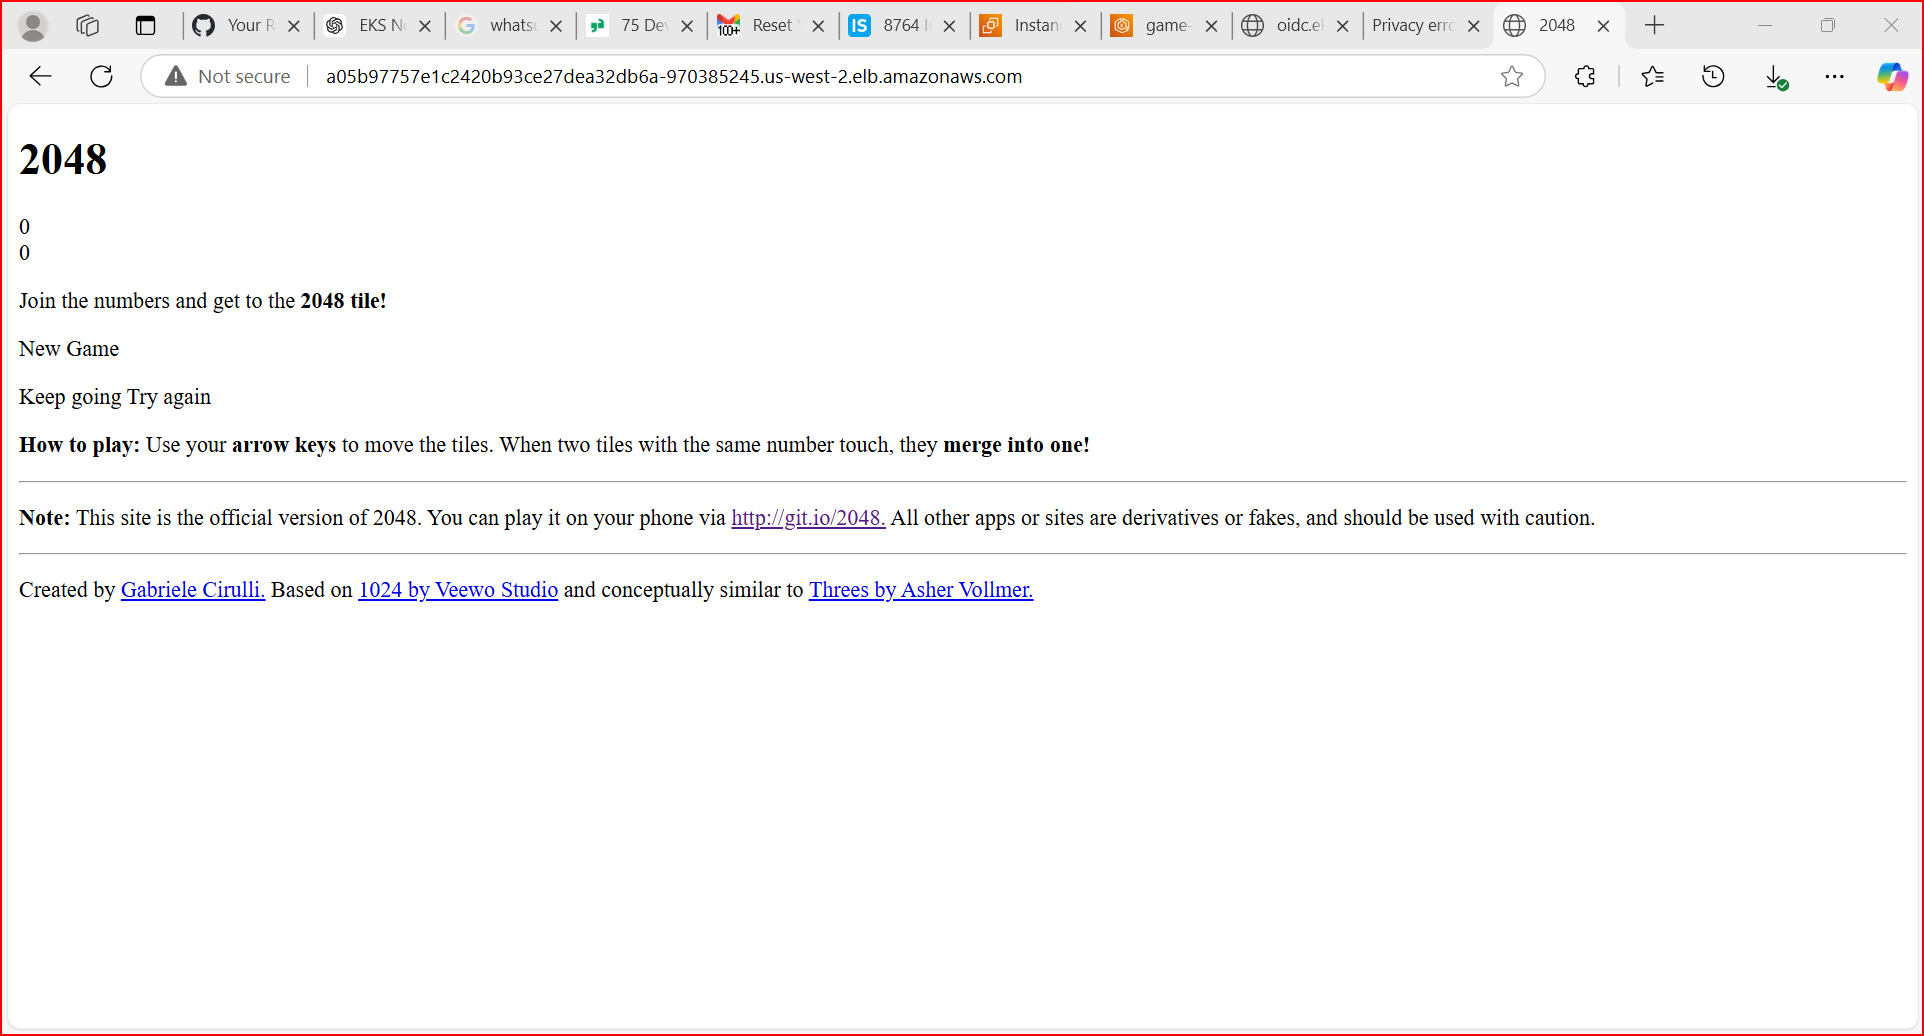 Your R
EKS N
whatsu
75 Dev
100+
Reset
IS
8764 I
Instanc
game-
oidc.ek
Privacy erro
2048
Not secure
a05b97757e1c2420b93ce27dea32db6a-970385245.us-west-2.elb.amazonaws.com
2048
0
0
Join the numbers and get to the 2048 tile!
New Game
Keep going Try again
How to play: Use your arrow keys to move the tiles. When two tiles with the same number touch, they merge into one!
Note: This site is the official version of 2048. You can play it on your phone via http://git.io/2048. All other apps or sites are derivatives or fakes, and should be used with caution.
Created by Gabriele Cirulli. Based on 1024 by Veewo Studio and conceptually similar to Threes by Asher Vollmer.